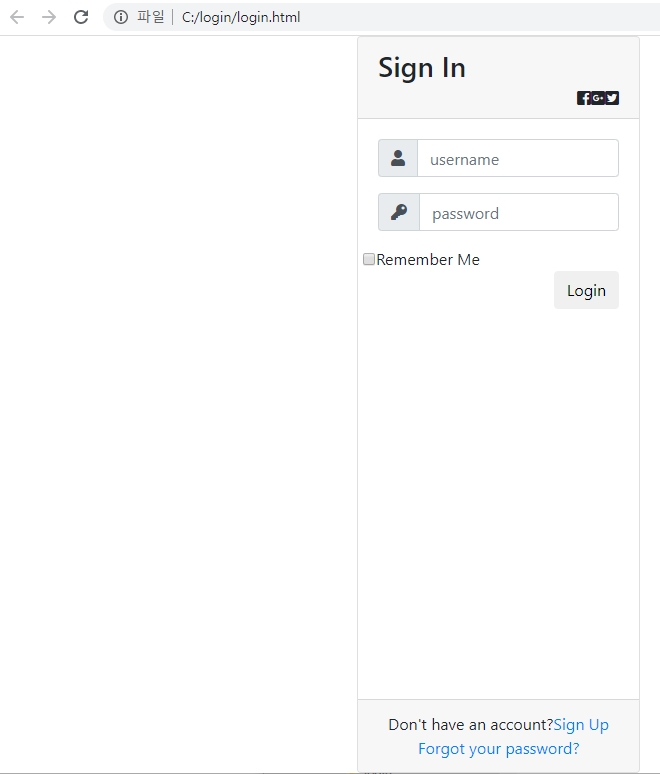 파일 C:/login/login.html
Sign In
username
password
Remember Me
Login
Don't have an account?Sign Up
Forgot your password?